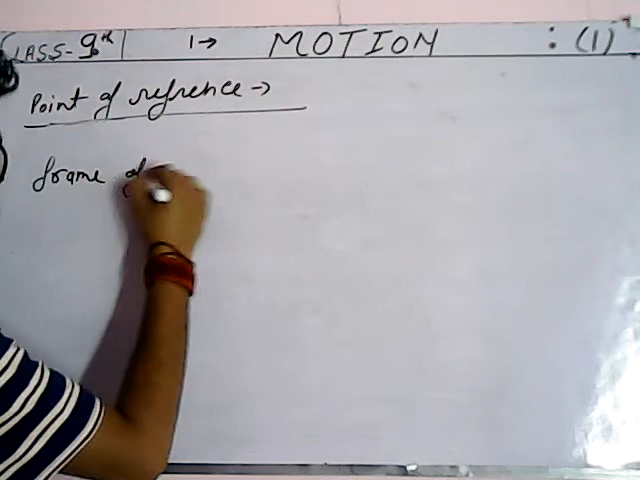 CLASS-9th 1→ MOTION : (1)
Point of refrence →
frame of